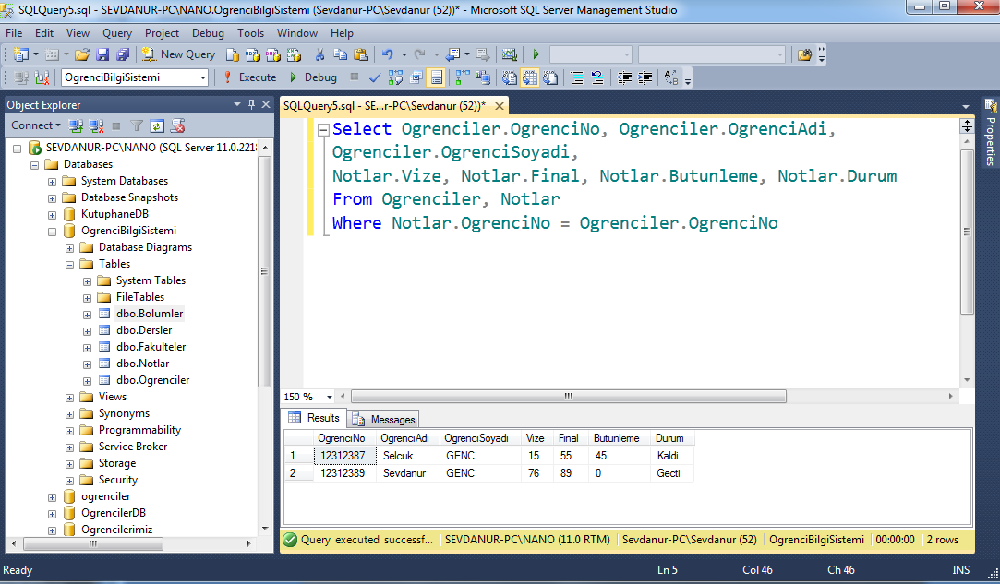 SQLQuery5.sql - SEVDANUR-PC\NANO.OgrenciBilgiSistemi (Sevdanur-PC\Sevdanur (52))* - Microsoft SQL Server Management Studio
File Edit View Query Project Debug Tools Window Help
New Query
OgrenciBilgiSistemi Execute Debug
Object Explorer
Connect
SEVDANUR-PC\NANO (SQL Server 11.0.2218
Databases
System Databases
Database Snapshots
KutuphaneDB
OgrenciBilgiSistemi
Database Diagrams
Tables
System Tables
FileTables
dbo.Bolumler
dbo.Dersler
dbo.Fakulteler
dbo.Notlar
dbo.Ogrenciler
Views
Synonyms
Programmability
Service Broker
Storage
Security
ogrenciler
OgrencilerDB
Ogrencilerimiz
SQLQuery5.sql - SE...r-PC\Sevdanur (52))*
Select Ogrenciler.OgrenciNo, Ogrenciler.OgrenciAdi,
Ogrenciler.OgrenciSoyadi,
Notlar.Vize, Notlar.Final, Notlar.Butunleme, Notlar.Durum
From Ogrenciler, Notlar
Where Notlar.OgrenciNo = Ogrenciler.OgrenciNo
150 %
Results Messages
OgrenciNo OgrenciAdi OgrenciSoyadi Vize Final Butunleme Durum
1 12312387 Selcuk GENC 15 55 45 Kaldi
2 12312389 Sevdanur GENC 76 89 0 Gecti
Query executed successf... SEVDANUR-PC\NANO (11.0 RTM) Sevdanur-PC\Sevdanur (52) OgrenciBilgiSistemi 00:00:00 2 rows
Properties
Ready Ln 5 Col 46 Ch 46 INS